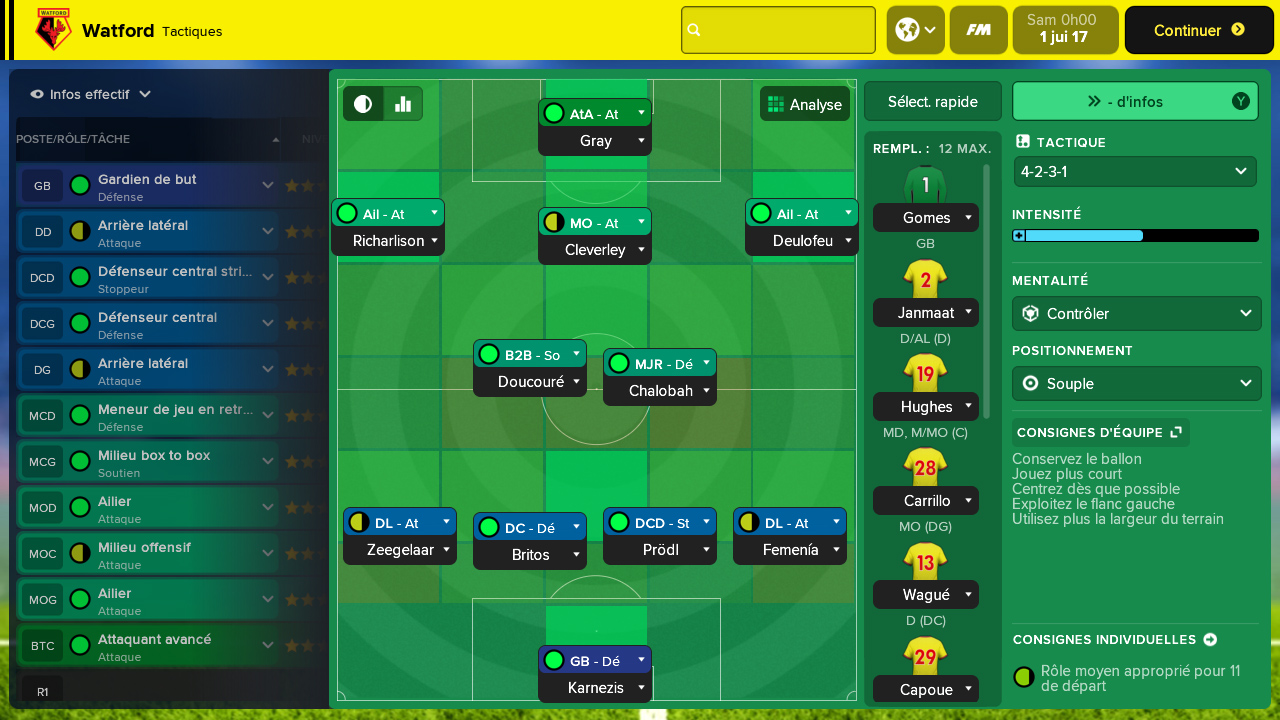 WATFORD
Watford Tactiques
FM
Sam 0h00
1 jui 17
Continuer
Infos effectif
POSTE/RÔLE/TÂCHE
GB Gardien de but
Défense
DD Arrière latéral
Attaque
DCD Défenseur central stri...
Stoppeur
DCG Défenseur central
Défense
DG Arrière latéral
Attaque
MCD Meneur de jeu en retr...
Défense
MCG Milieu box to box
Soutien
MOD Ailier
Attaque
MOC Milieu offensif
Attaque
MOG Ailier
Attaque
BTC Attaquant avancé
Attaque
R1
Analyse
AtA - At
Gray
Ail - At
Richarlison
MO - At
Cleverley
Ail - At
Deulofeu
B2B - So
Doucouré
MJR - Dé
Chalobah
DL - At
Zeegelaar
DC - Dé
Britos
DCD - St
Prödl
DL - At
Femenía
GB - Dé
Karnezis
Sélect. rapide
REMPL. : 12 MAX.
1
Gomes
GB
2
Janmaat
D/AL (D)
19
Hughes
MD, M/MO (C)
28
Carrillo
MO (DG)
13
Wagué
D (DC)
29
Capoue
- d'infos Y
TACTIQUE
4-2-3-1
INTENSITÉ
MENTALITÉ
Contrôler
POSITIONNEMENT
Souple
CONSIGNES D'ÉQUIPE
Conservez le ballon
Jouez plus court
Centrez dès que possible
Exploitez le flanc gauche
Utilisez plus la largeur du terrain
CONSIGNES INDIVIDUELLES
Rôle moyen approprié pour 11
de départ